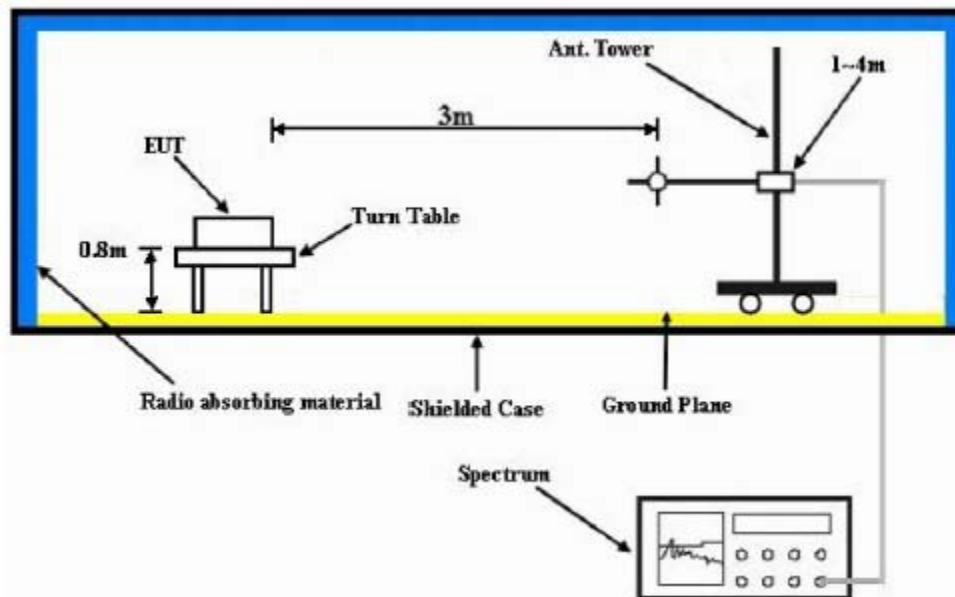 Ant. Tower
1~4m
3m
EUT
Turn Table
0.8m
Radio absorbing material
Shielded Case
Ground Plane
Spectrum